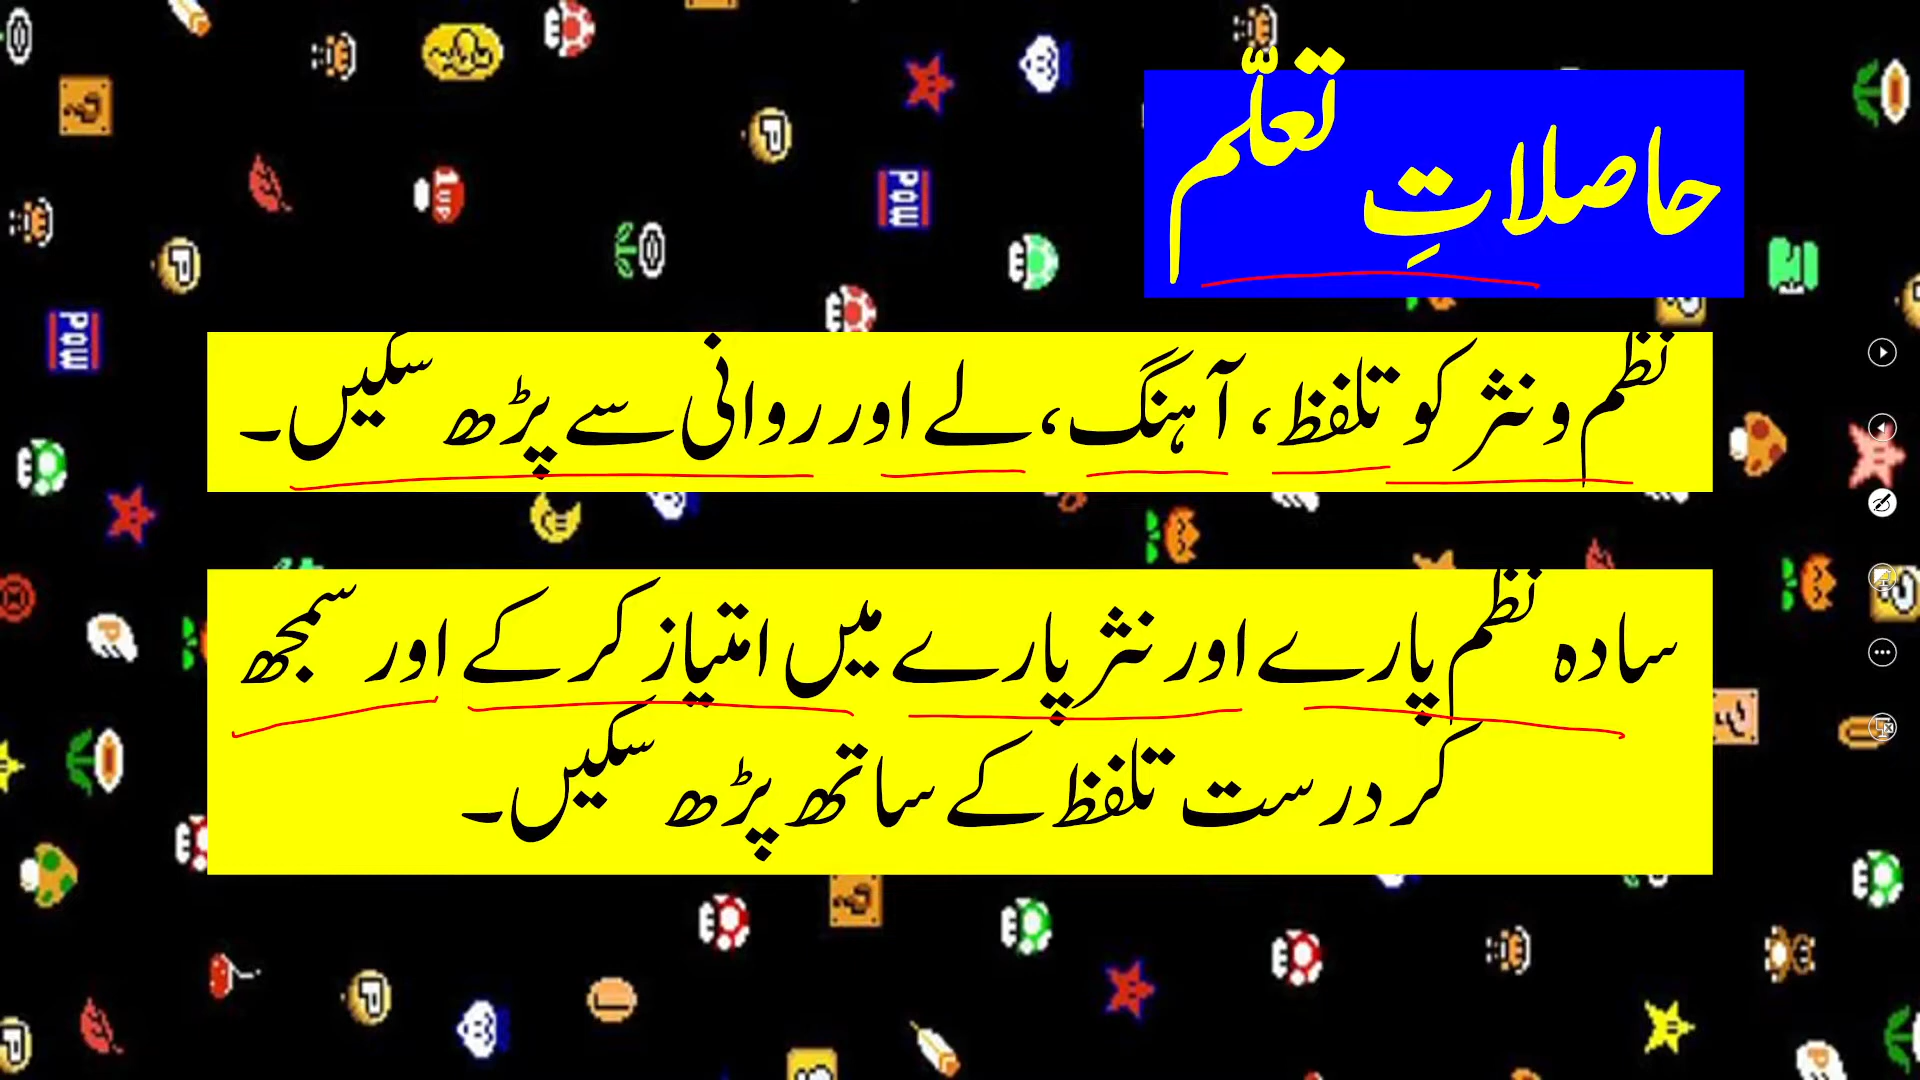 حاصلاتِ تعلّم
نظم و نثر کو تلفظ، آہنگ، لے اور روانی سے پڑھ سکیں۔
سادہ نظم پارے اور نثر پارے میں امتیاز کر کے اور سمجھ
کر درست تلفظ کے ساتھ پڑھ سکیں۔